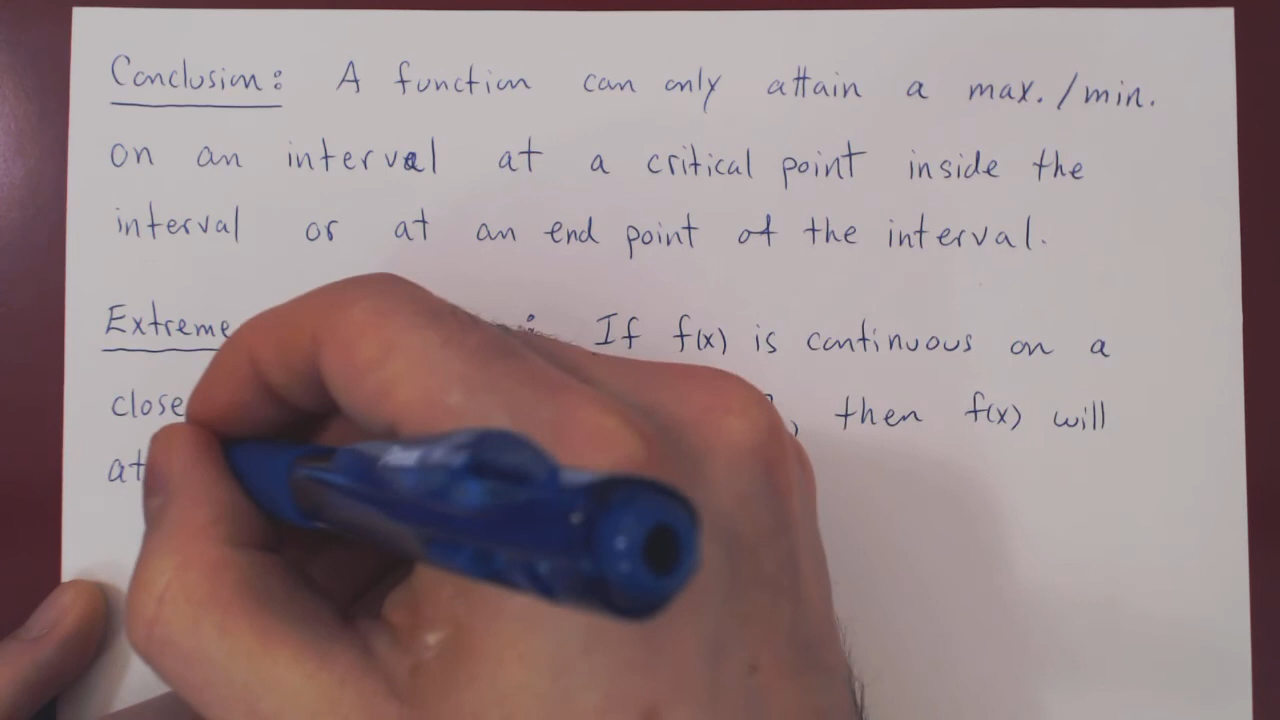 Conclusion: A function can only attain a max./min.
on an interval at a critical point inside the
interval or at an end point of the interval.
Extreme If f(x) is continuous on a
close , then f(x) will
at